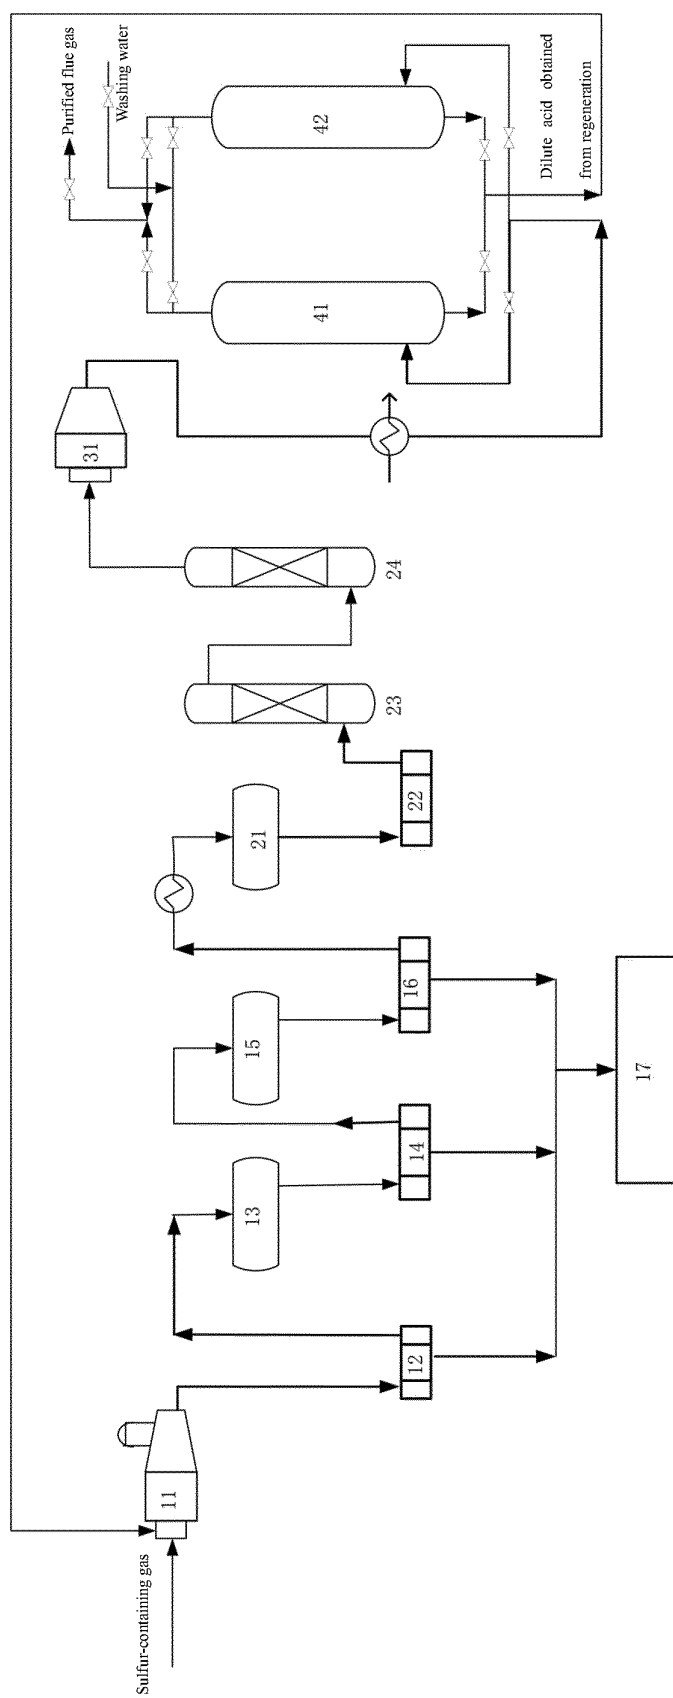 Sulfur-containing gas
11
12
13
14
15
16
17
21
22
23
24
31
41
42
Purified flue gas
Washing water
Dilute acid obtained
from regeneration